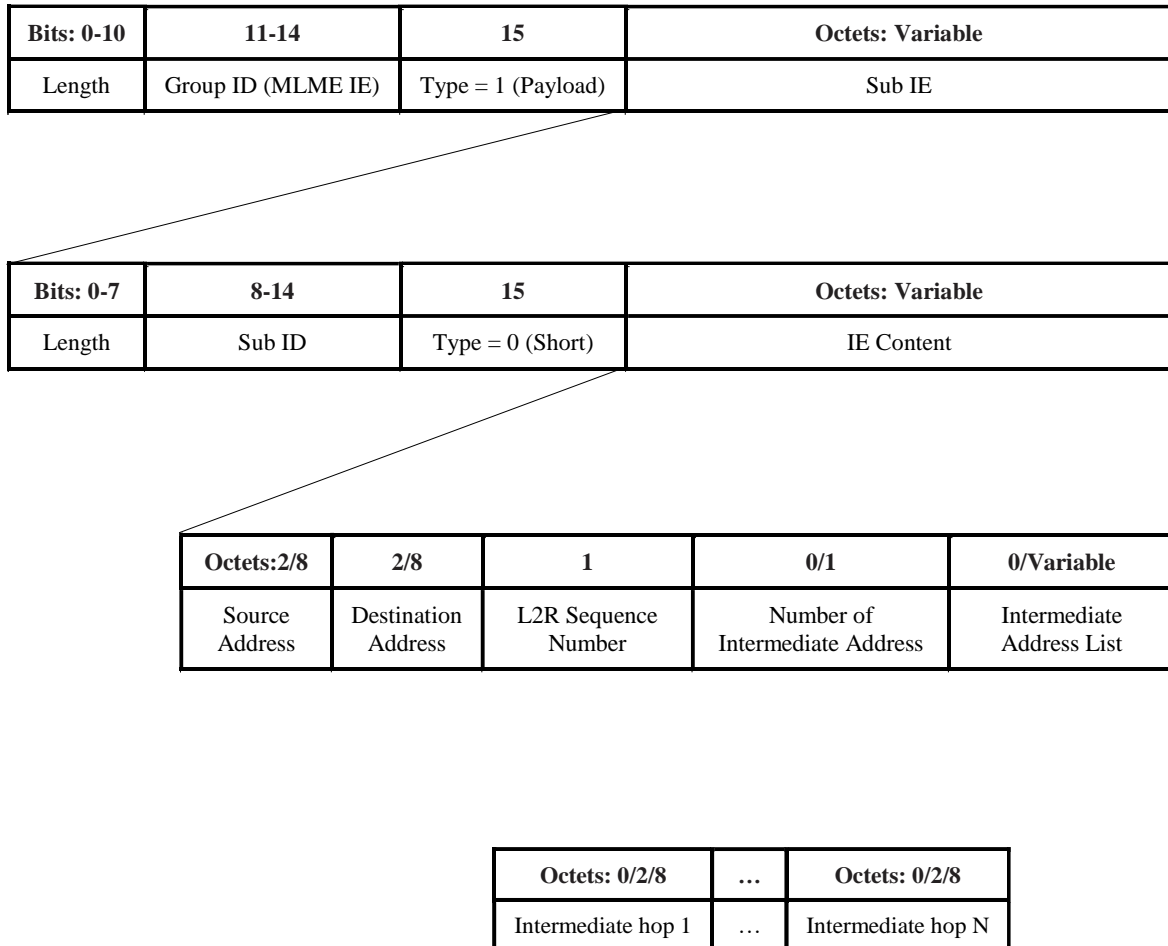 Bits: 0-10 11-14 15 Octets: Variable
Length Group ID (MLME IE) Type = 1 (Payload) Sub IE
Bits: 0-7 8-14 15 Octets: Variable
Length Sub ID Type = 0 (Short) IE Content
Octets:2/8 2/8 1 0/1 0/Variable
Source Destination L2R Sequence Number of Intermediate
Address Address Number Intermediate Address Address List
Octets: 0/2/8 … Octets: 0/2/8
Intermediate hop 1 … Intermediate hop N